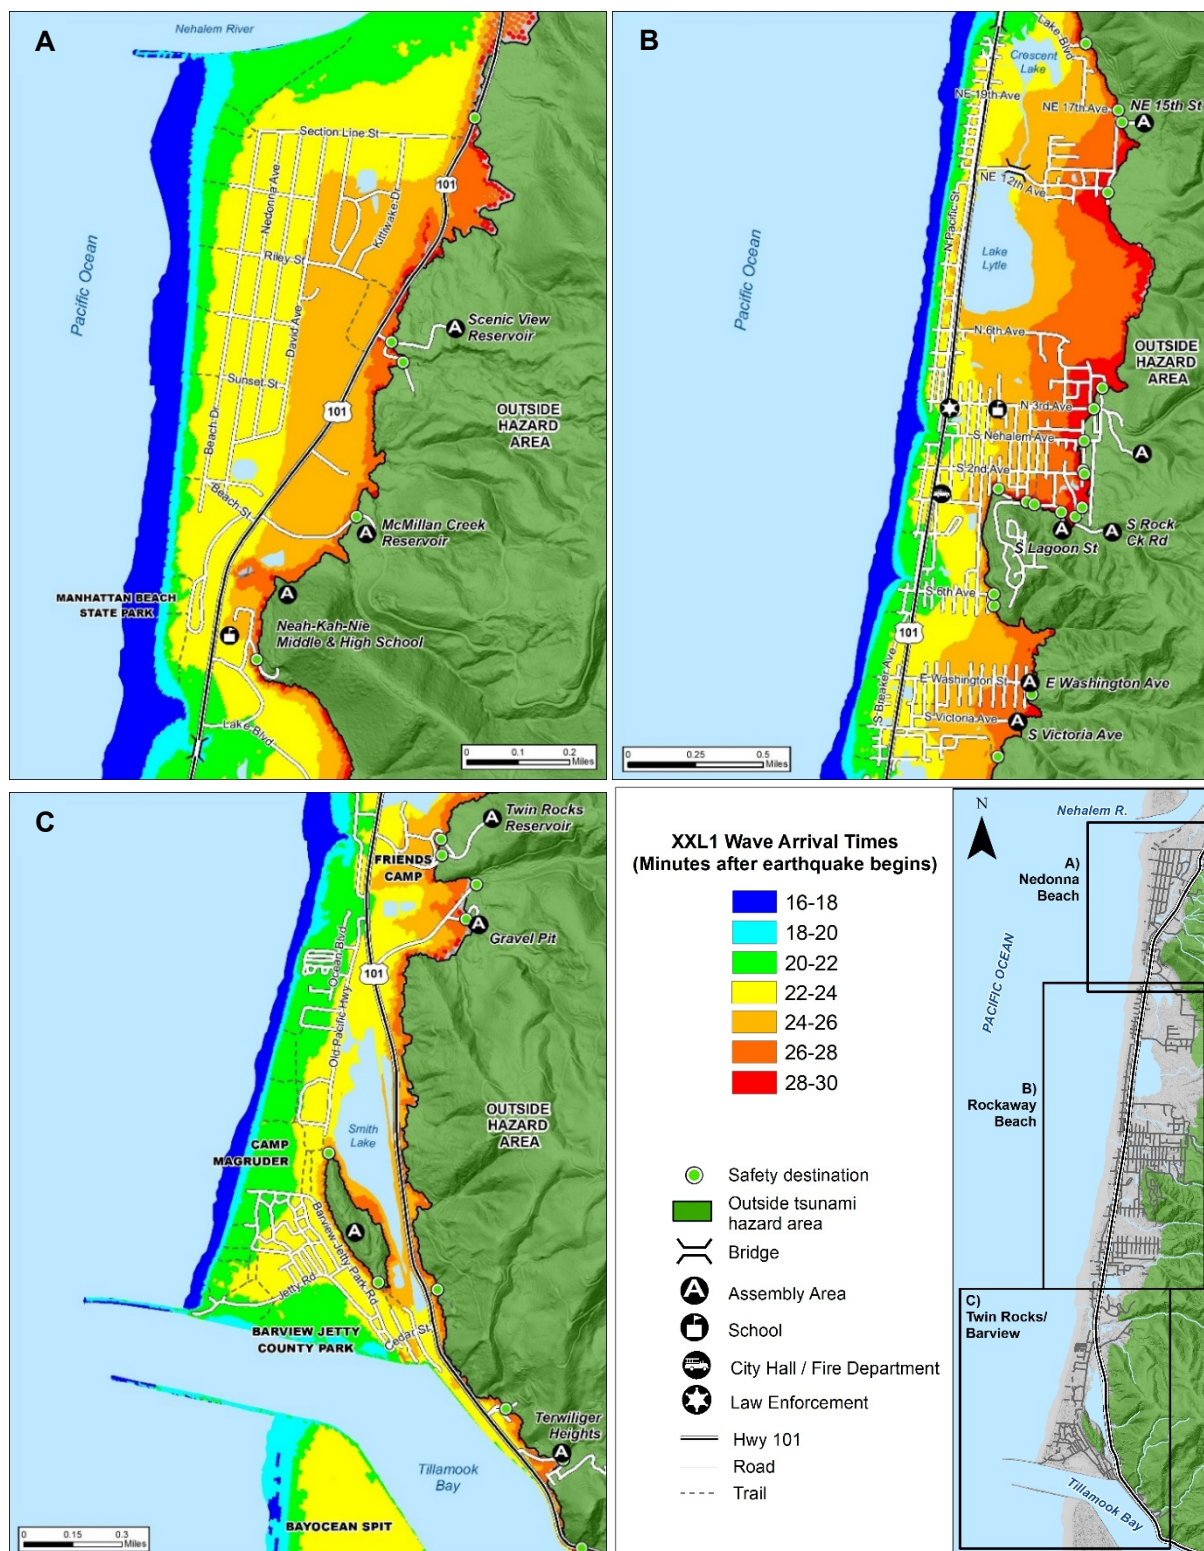 A
Nehalem River
Section Line St
Nedonna Ave
Kittiwake Dr
101
Riley St
Pacific Ocean
David Ave
Scenic View
Reservoir
A
Sunset St
101
OUTSIDE
HAZARD
AREA
Beach Dr
Beach St
McMillan Creek
Reservoir
A
A
MANHATTAN BEACH
STATE PARK
Neah-Kah-Nie
Middle & High School
Lake Blvd
0 0.1 0.2
Miles
B
Lake Blvd
Crescent
Lake
NE 19th Ave
NE 17th Ave
NE 15th St
A
NE 12th Ave
N Pacific St
Lake
Lytle
Pacific Ocean
N 6th Ave
OUTSIDE
HAZARD
AREA
N 3rd Ave
S Nehalem Ave
A
S 2nd Ave
A
A
S Lagoon St
S Rock
Ck Rd
S 6th Ave
101
S Breaker Ave
E Washington St
A
E Washington Ave
S Victoria Ave
A
S Victoria Ave
0 0.25 0.5
Miles
C
Twin Rocks
Reservoir
A
FRIENDS
CAMP
A
Gravel Pit
Ocean Blvd
101
Old Pacific Hwy
OUTSIDE
HAZARD
AREA
Smith
Lake
CAMP
MAGRUDER
A
Barview Jetty Park Rd
Jetty Rd
BARVIEW JETTY
COUNTY PARK
Cedar St
Terwiliger
Heights
A
Tillamook
Bay
BAYOCEAN SPIT
0 0.15 0.3
Miles
XXL1 Wave Arrival Times
(Minutes after earthquake begins)
16-18
18-20
20-22
22-24
24-26
26-28
28-30
Safety destination
Outside tsunami
hazard area
Bridge
A
Assembly Area
School
City Hall / Fire Department
Law Enforcement
Hwy 101
Road
Trail
N
Nehalem R.
A)
Nedonna
Beach
PACIFIC OCEAN
B)
Rockaway
Beach
C)
Twin Rocks/
Barview
Tillamook Bay